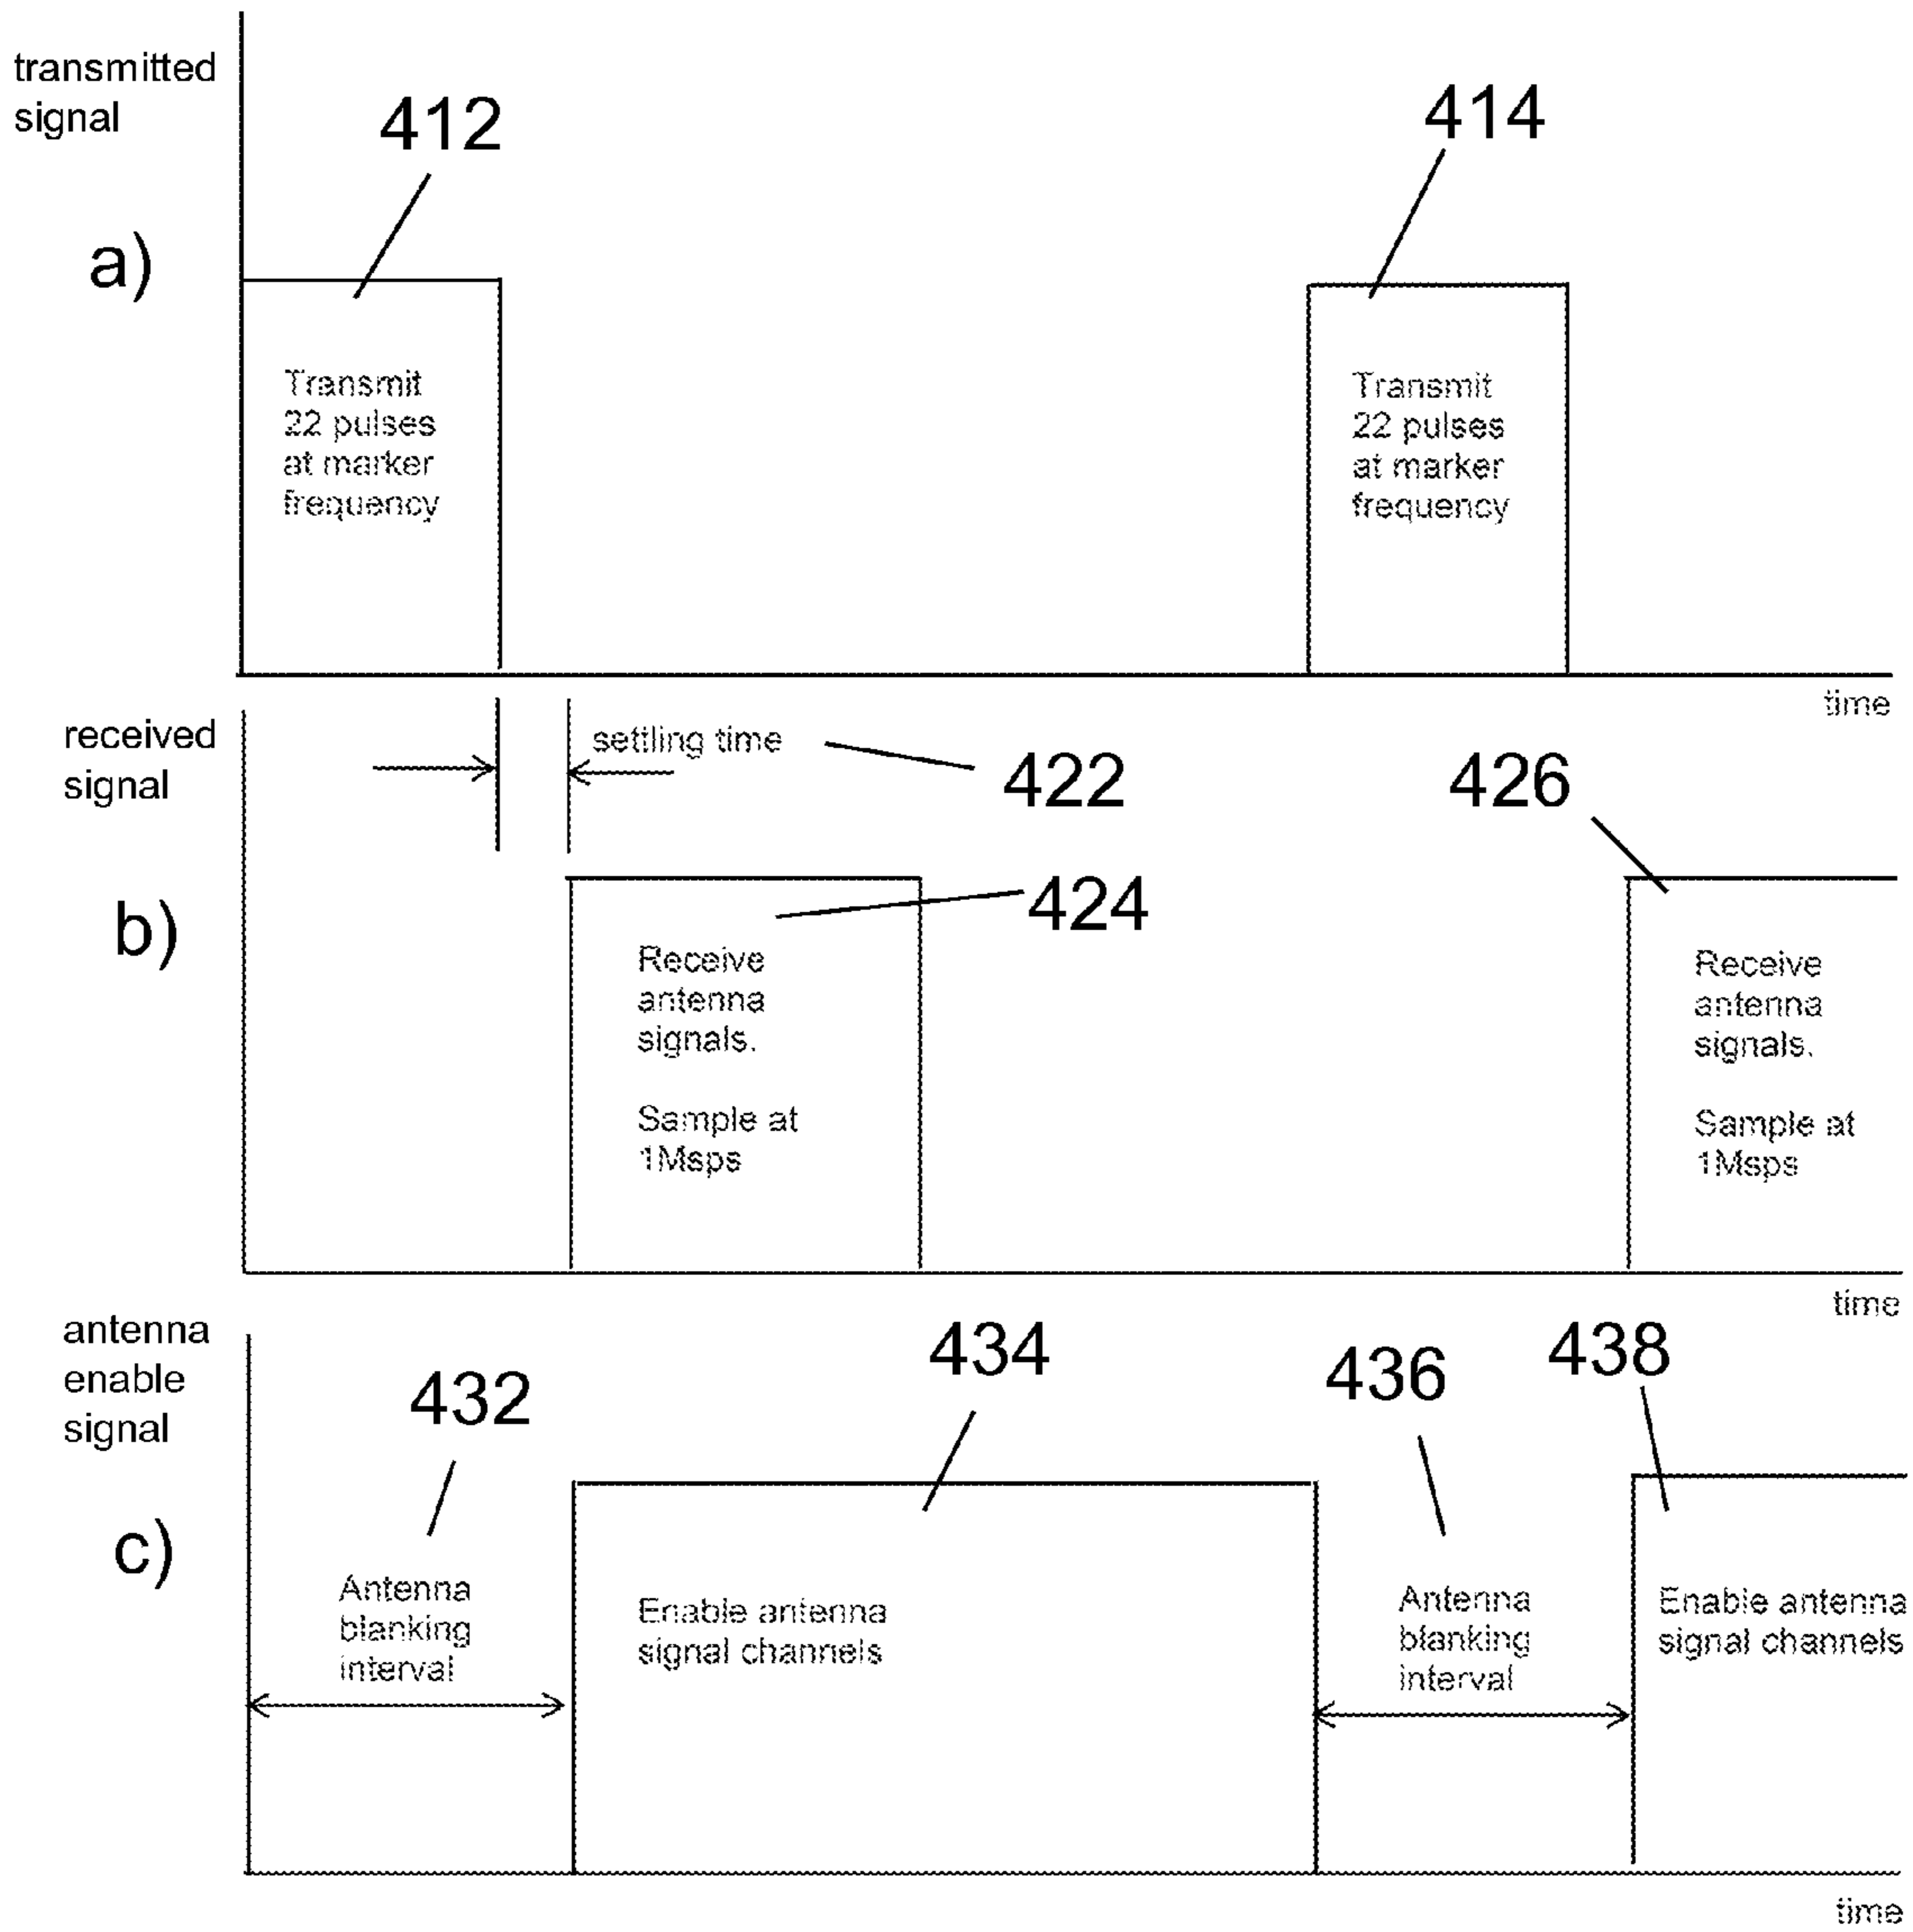 transmitted
signal
412
414
a)
Transmit
22 pulses
at marker
frequency
Transmit
22 pulses
at marker
frequency
time
received
signal
settling time
422
426
b)
424
Receive
antenna
signals.
Sample at
1Msps
Receive
antenna
signals.
Sample at
1Msps
time
antenna
enable
signal
432
434
436
438
c)
Antenna
blanking
interval
Enable antenna
signal channels
Antenna
blanking
interval
Enable antenna
signal channels
time